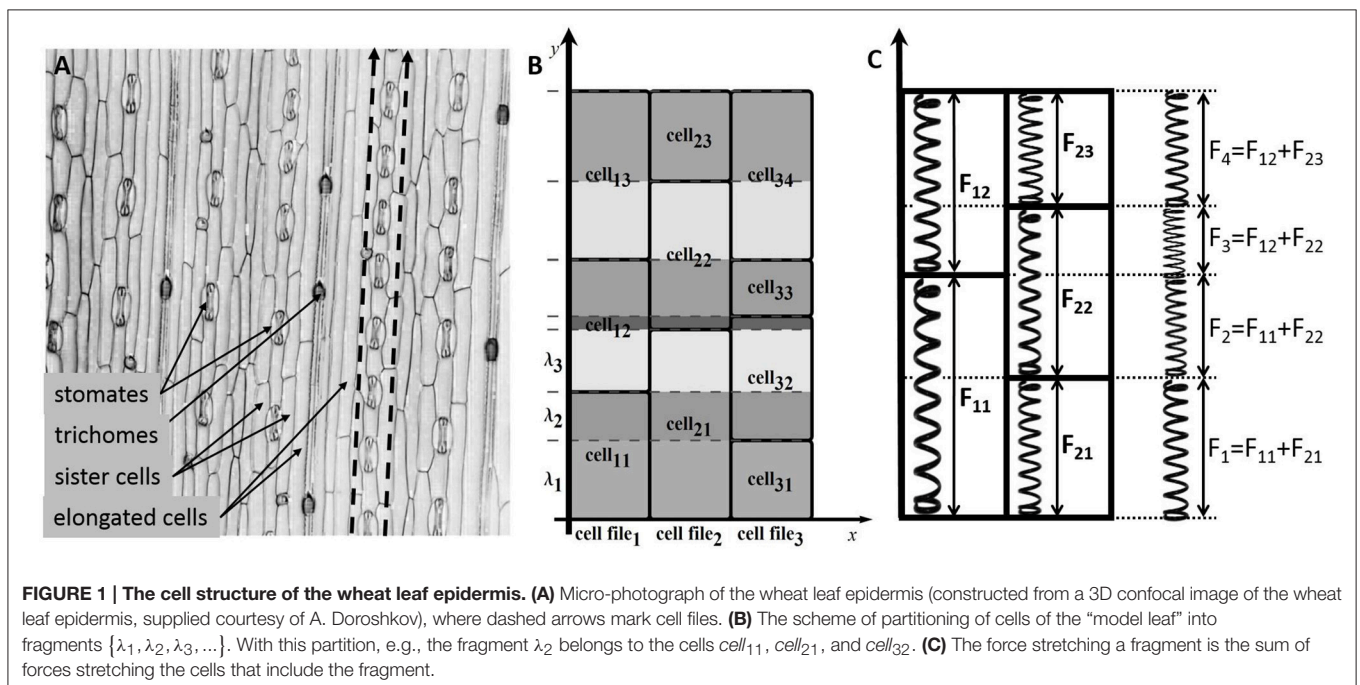 A
stomates
trichomes
sister cells
elongated cells
B
y
cell23
cell13
cell34
cell22
cell33
cell12
λ3
cell32
λ2
cell21
cell11
λ1
cell31
cell file1
cell file2
cell file3
x
C
F23
F4=F12+F23
F12
F3=F12+F22
F22
F2=F11+F22
F11
F21
F1=F11+F21
FIGURE 1 | The cell structure of the wheat leaf epidermis. (A) Micro-photograph of the wheat leaf epidermis (constructed from a 3D confocal image of the wheat
leaf epidermis, supplied courtesy of A. Doroshkov), where dashed arrows mark cell files. (B) The scheme of partitioning of cells of the “model leaf” into
fragments {λ1, λ2, λ3, ...}. With this partition, e.g., the fragment λ2 belongs to the cells cell11, cell21, and cell32. (C) The force stretching a fragment is the sum of
forces stretching the cells that include the fragment.